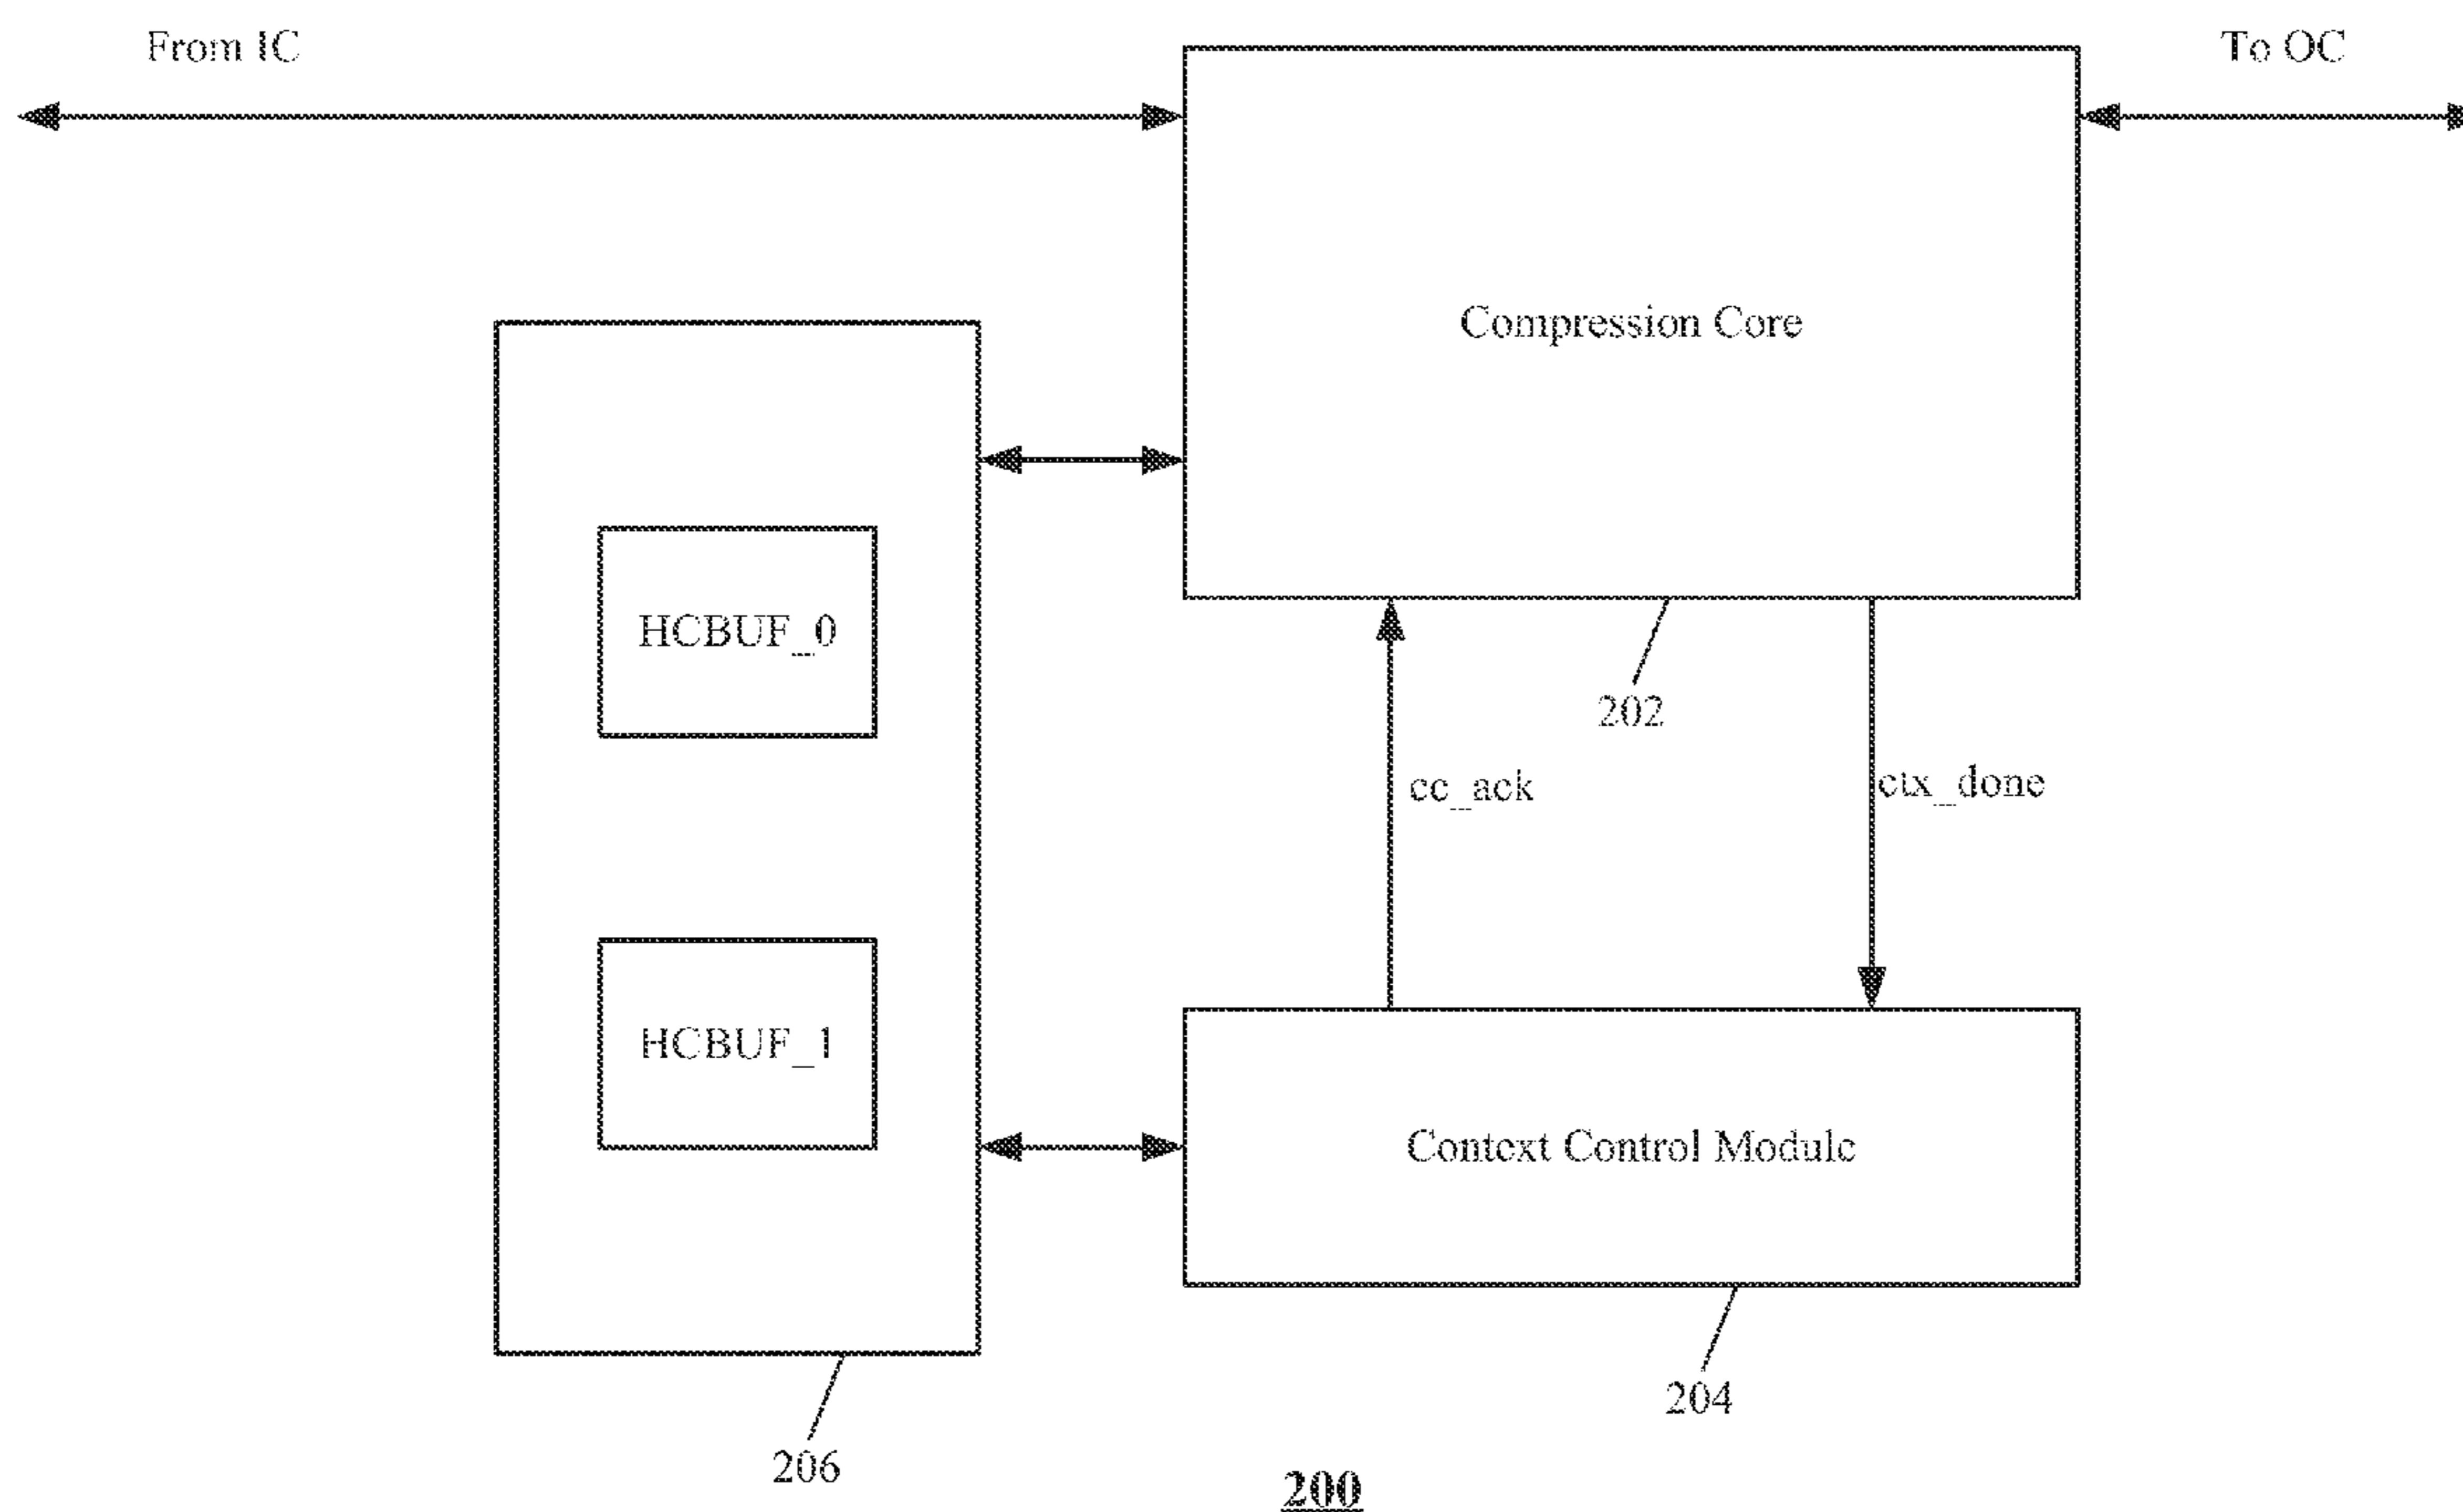 From IC
To OC
Compression Core
HCBUF_0
202
cc_ack
ctx_done
HCBUF_1
Context Control Module
204
206
200